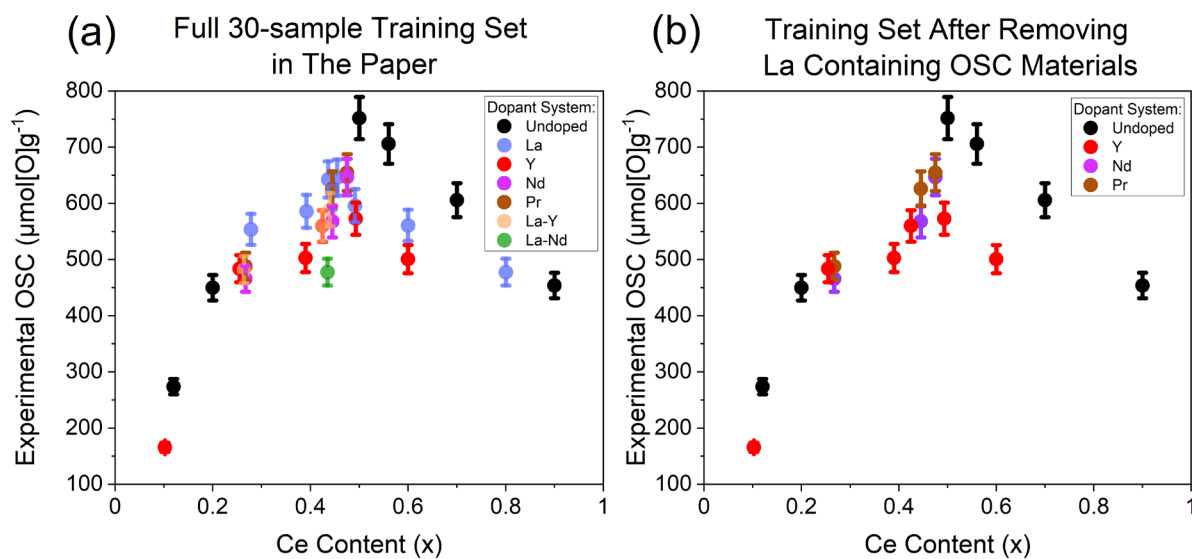 (a)
Full 30-sample Training Set
in The Paper
Experimental OSC (μmol[O]g⁻¹)
800
700
600
500
400
300
200
100
0
0.2
0.4
0.6
0.8
1
Ce Content (x)
Dopant System:
Undoped
La
Y
Nd
Pr
La-Y
La-Nd
(b)
Training Set After Removing
La Containing OSC Materials
Experimental OSC (μmol[O]g⁻¹)
800
700
600
500
400
300
200
100
0
0.2
0.4
0.6
0.8
1
Ce Content (x)
Dopant System:
Undoped
Y
Nd
Pr